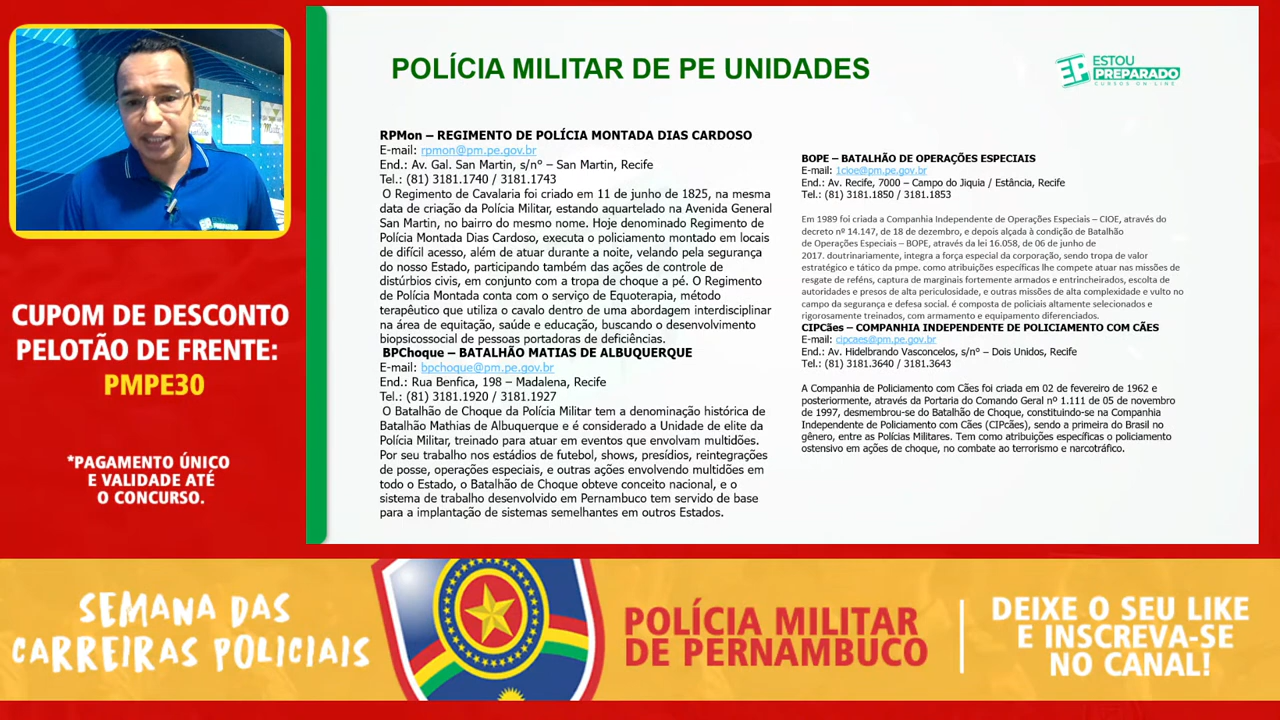 POLÍCIA MILITAR DE PE UNIDADES
ESTOU
PREPARADO
CURSOS ON LINE
RPMon – REGIMENTO DE POLÍCIA MONTADA DIAS CARDOSO
E-mail: rpmon@pm.pe.gov.br
End.: Av. Gal. San Martin, s/nº – San Martin, Recife
Tel.: (81) 3181.1740 / 3181.1743
O Regimento de Cavalaria foi criado em 11 de junho de 1825, na mesma
data de criação da Polícia Militar, estando aquartelado na Avenida General
San Martin, no bairro do mesmo nome. Hoje denominado Regimento de
Polícia Montada Dias Cardoso, executa o policiamento montado em locais
de difícil acesso, além de atuar durante a noite, velando pela segurança
do nosso Estado, participando também das ações de controle de
distúrbios civis, em conjunto com a tropa de choque a pé. O Regimento
de Polícia Montada conta com o serviço de Equoterapia, método
terapêutico que utiliza o cavalo dentro de uma abordagem interdisciplinar
na área de equitação, saúde e educação, buscando o desenvolvimento
biopsicossocial de pessoas portadoras de deficiências.
BPChoque – BATALHÃO MATIAS DE ALBUQUERQUE
E-mail: bpchoque@pm.pe.gov.br
End.: Rua Benfica, 198 – Madalena, Recife
Tel.: (81) 3181.1920 / 3181.1927
O Batalhão de Choque da Polícia Militar tem a denominação histórica de
Batalhão Mathias de Albuquerque e é considerado a Unidade de elite da
Polícia Militar, treinado para atuar em eventos que envolvam multidões.
Por seu trabalho nos estádios de futebol, shows, presídios, reintegrações
de posse, operações especiais, e outras ações envolvendo multidões em
todo o Estado, o Batalhão de Choque obteve conceito nacional, e o
sistema de trabalho desenvolvido em Pernambuco tem servido de base
para a implantação de sistemas semelhantes em outros Estados.
BOPE – BATALHÃO DE OPERAÇÕES ESPECIAIS
E-mail: 1cioe@pm.pe.gov.br
End.: Av. Recife, 7000 – Campo do Jiquia / Estância, Recife
Tel.: (81) 3181.1850 / 3181.1853
Em 1989 foi criada a Companhia Independente de Operações Especiais – CIOE, através do
decreto nº 14.147, de 18 de dezembro, e depois alçada à condição de Batalhão
de Operações Especiais – BOPE, através da lei 16.058, de 06 de junho de
2017. doutrinariamente, integra a força especial da corporação, sendo tropa de valor
estratégico e tático da pmpe. como atribuições específicas lhe compete atuar nas missões de
resgate de reféns, captura de marginais fortemente armados e entrincheirados, escolta de
autoridades e presos de alta periculosidade, e outras missões de alta complexidade e vulto no
campo da segurança e defesa social. é composta de policiais altamente selecionados e
rigorosamente treinados, com armamento e equipamento diferenciados.
CIPCães – COMPANHIA INDEPENDENTE DE POLICIAMENTO COM CÃES
E-mail: cipcaes@pm.pe.gov.br
End.: Av. Hidelbrando Vasconcelos, s/nº – Dois Unidos, Recife
Tel.: (81) 3181.3640 / 3181.3643
A Companhia de Policiamento com Cães foi criada em 02 de fevereiro de 1962 e
posteriormente, através da Portaria do Comando Geral nº 1.111 de 05 de novembro
de 1997, desmembrou-se do Batalhão de Choque, constituindo-se na Companhia
Independente de Policiamento com Cães (CIPcães), sendo a primeira do Brasil no
gênero, entre as Polícias Militares. Tem como atribuições específicas o policiamento
ostensivo em ações de choque, no combate ao terrorismo e narcotráfico.
CUPOM DE DESCONTO
PELOTÃO DE FRENTE:
PMPE30
*PAGAMENTO ÚNICO
E VALIDADE ATÉ
O CONCURSO.
SEMANA DAS
CARREIRAS POLICIAIS
POLÍCIA MILITAR
DE PERNAMBUCO
DEIXE O SEU LIKE
E INSCREVA-SE
NO CANAL!